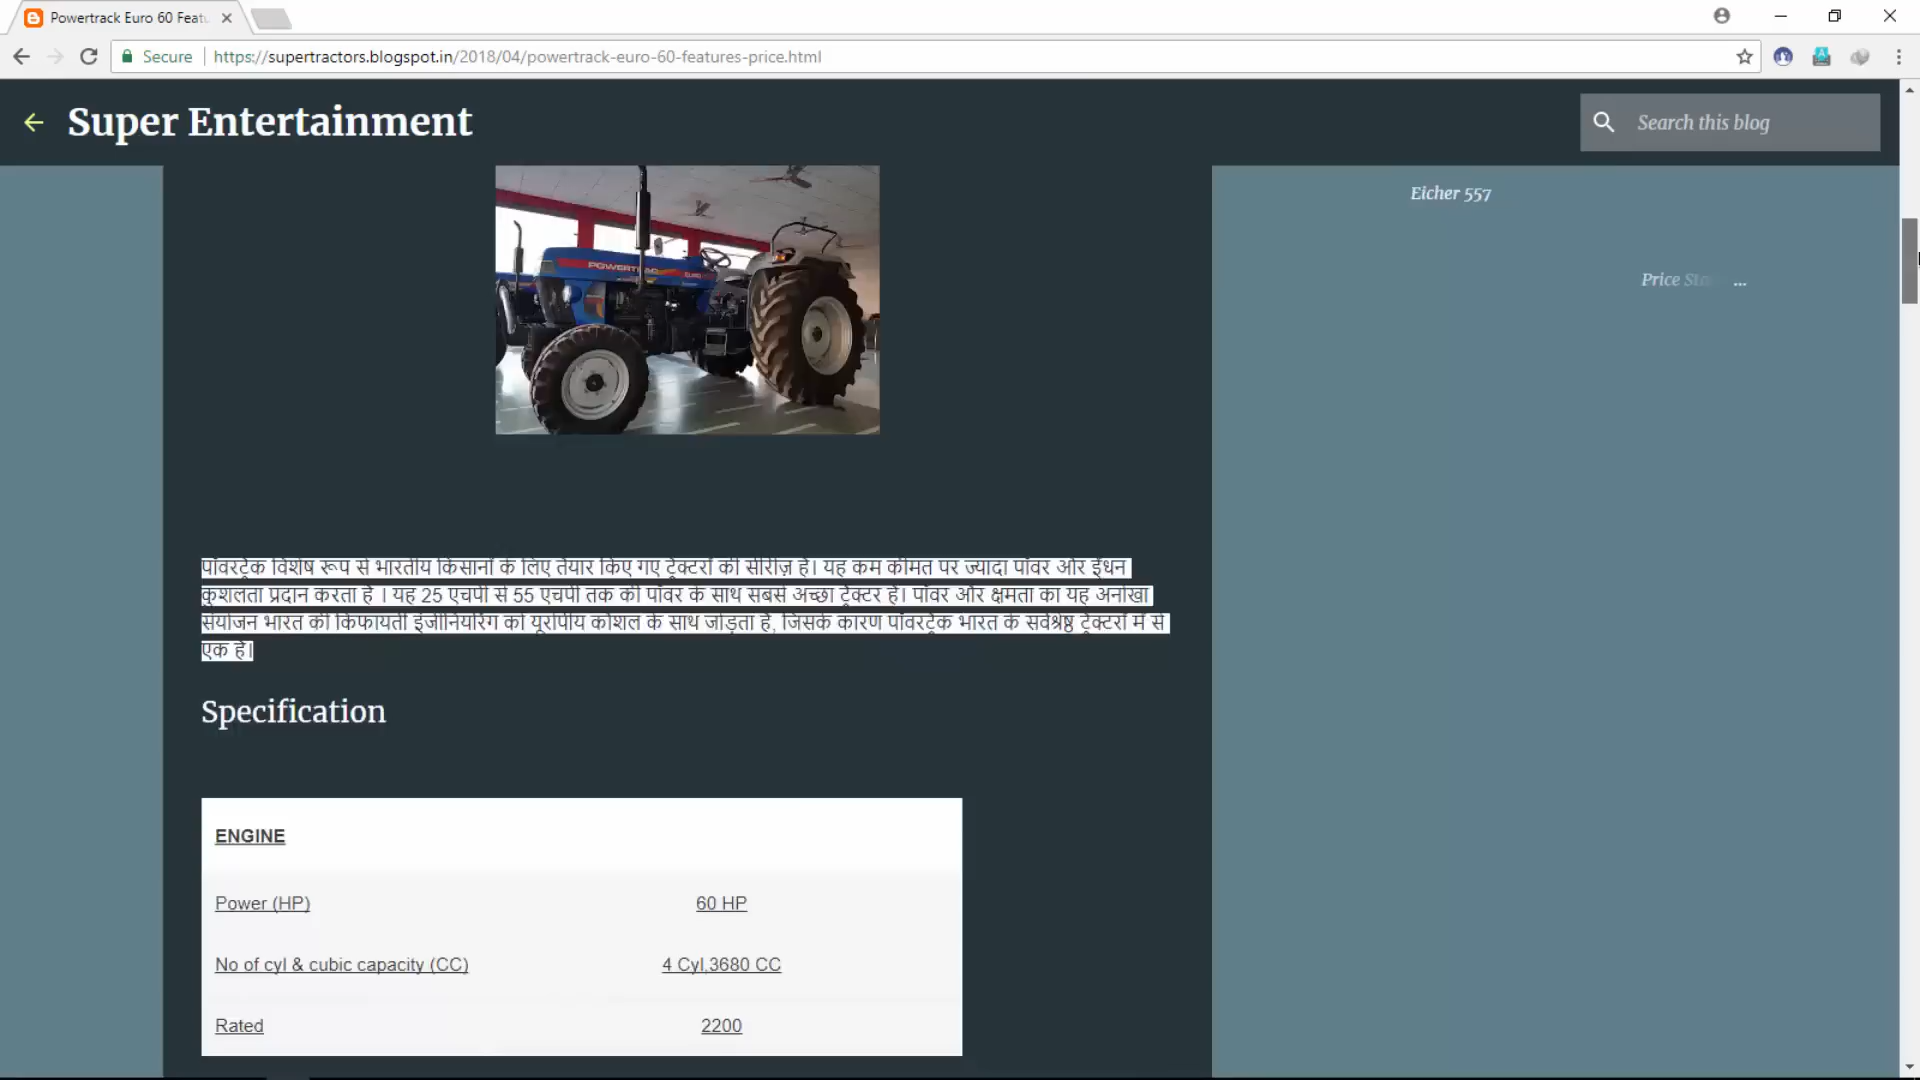 Powertrack Euro 60 Featu
Secure https://supertractors.blogspot.in/2018/04/powertrack-euro-60-features-price.html
Super Entertainment
Search this blog
Eicher 557
Price Sta ...
POWERTRAC EURO
पॉवरट्रैक विशेष रूप से भारतीय किसानों के लिए तैयार किए गए ट्रैक्टरों की सीरीज़ है। यह कम कीमत पर ज्यादा पॉवर और ईंधन
कुशलता प्रदान करता है । यह 25 एचपी से 55 एचपी तक की पॉवर के साथ सबसे अच्छा ट्रैक्टर है। पॉवर और क्षमता का यह अनोखा
संयोजन भारत की किफायती इंजीनियरिंग को यूरोपीय कौशल के साथ जोड़ता है, जिसके कारण पॉवरट्रैक भारत के सर्वश्रेष्ठ ट्रैक्टरों में से
एक है।
Specification
ENGINE
Power (HP) 60 HP
No of cyl & cubic capacity (CC) 4 Cyl,3680 CC
Rated 2200